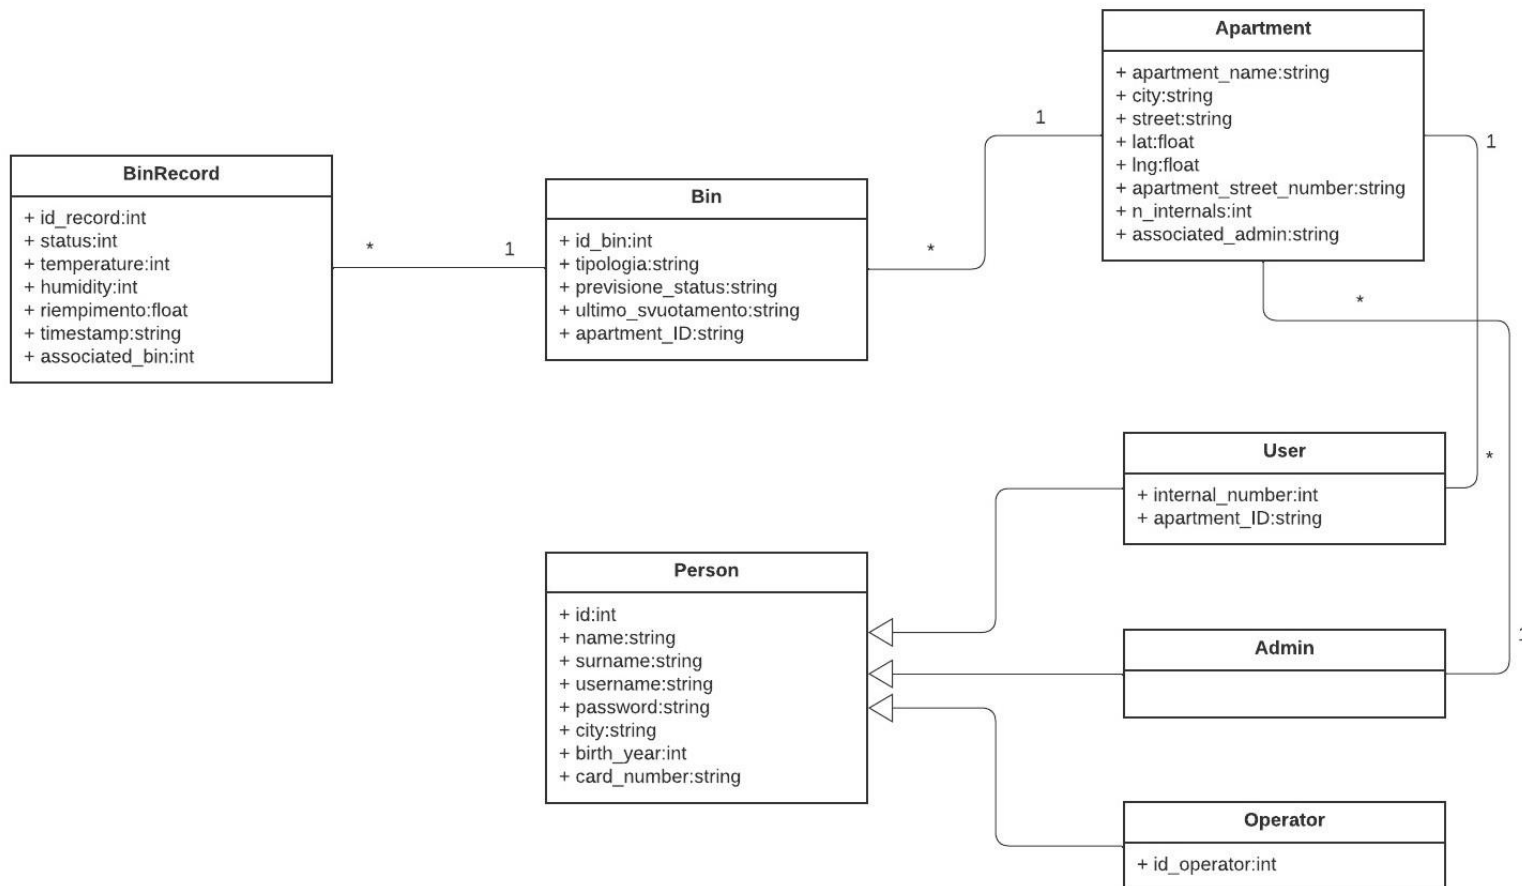 Apartment
+ apartment_name:string
+ city:string
+ street:string
+ lat:float
+ lng:float
+ apartment_street_number:string
+ n_internals:int
+ associated_admin:string
1
1
*
BinRecord
+ id_record:int
+ status:int
+ temperature:int
+ humidity:int
+ riempimento:float
+ timestamp:string
+ associated_bin:int
*
1
Bin
+ id_bin:int
+ tipologia:string
+ previsione_status:string
+ ultimo_svuotamento:string
+ apartment_ID:string
*
User
+ internal_number:int
+ apartment_ID:string
*
Person
+ id:int
+ name:string
+ surname:string
+ username:string
+ password:string
+ city:string
+ birth_year:int
+ card_number:string
Admin
1
Operator
+ id_operator:int